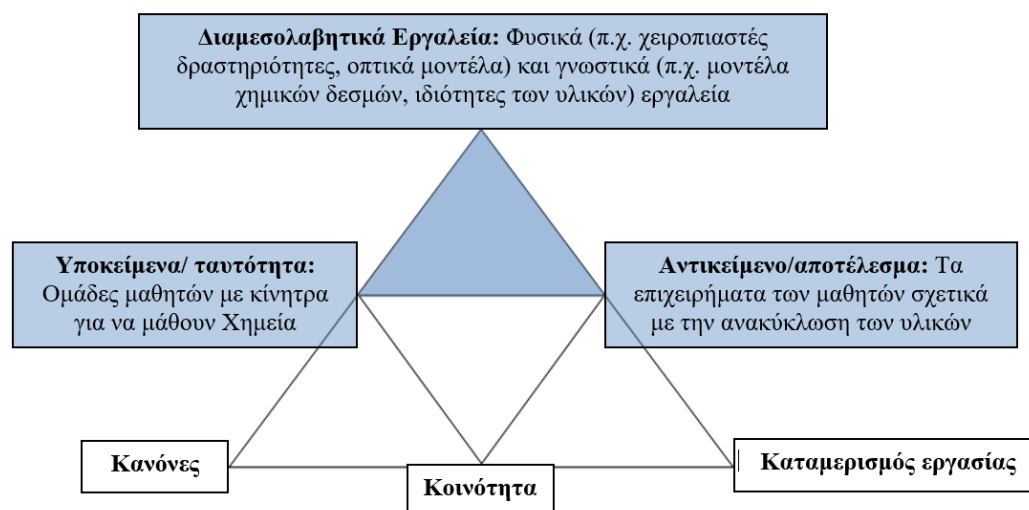 Διαμεσολαβητικά Εργαλεία: Φυσικά (π.χ. χειροπιαστές
δραστηριότητες, οπτικά μοντέλα) και γνωστικά (π.χ. μοντέλα
χημικών δεσμών, ιδιότητες των υλικών) εργαλεία
Υποκείμενα/ ταυτότητα:
Ομάδες μαθητών με κίνητρα
για να μάθουν Χημεία
Αντικείμενο/αποτέλεσμα: Τα
επιχειρήματα των μαθητών σχετικά
με την ανακύκλωση των υλικών
Κανόνες
Κοινότητα
Καταμερισμός εργασίας